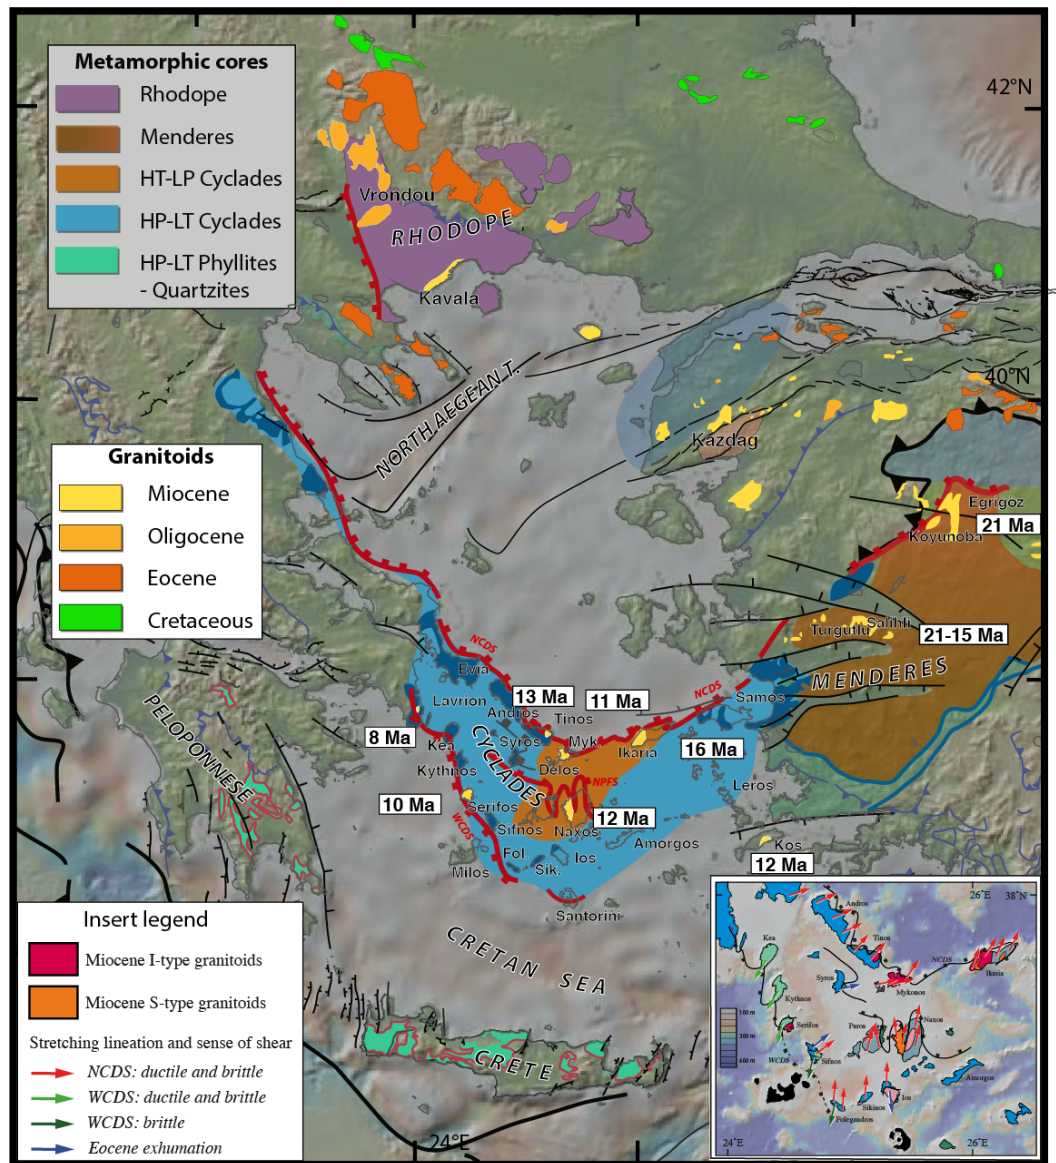 Metamorphic cores
Rhodope
Menderes
HT-LP Cyclades
HP-LT Cyclades
HP-LT Phyllites
- Quartzites
42°N
Vrondou
RHODOPE
Kavala
NORTH AEGEAN T.
40°N
Kazdag
Granitoids
Miocene
Oligocene
Eocene
Cretaceous
Egrigöz
21 Ma
Koyunoba
Turgutlu
Salihli
21-15 Ma
MENDERES
NCDS
Evia
NCDS
Samos
Lavrion
13 Ma
11 Ma
Andros
Tinos
PELOPONNESE
8 Ma
Kea
Syros
Myk.
Ikaria
16 Ma
CYCLADES
Kythnos
Delos
NPFS
Leros
10 Ma
Serifos
WCDS
Sifnos
Naxos
12 Ma
Amorgos
Kos
12 Ma
Fol.
Ios
Milos
Sik.
Santorini
CRETAN SEA
CRETE
24°E
Insert legend
Miocene I-type granitoids
Miocene S-type granitoids
Stretching lineation and sense of shear
NCDS: ductile and brittle
WCDS: ductile and brittle
WCDS: brittle
Eocene exhumation
26°E
38°N
Andros
Kea
Tinos
NCDS
Ikaria
Syros
Mykonos
Kythnos
100 m
300 m
600 m
Serifos
Paros
Naxos
WCDS
Sifnos
Amorgos
Ios
Sikinos
Folegandros
24°E
26°E